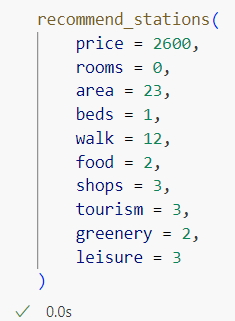 recommend_stations(
price = 2600,
rooms = 0,
area = 23,
beds = 1,
walk = 12,
food = 2,
shops = 3,
tourism = 3,
greenery = 2,
leisure = 3
)
✓ 0.0s